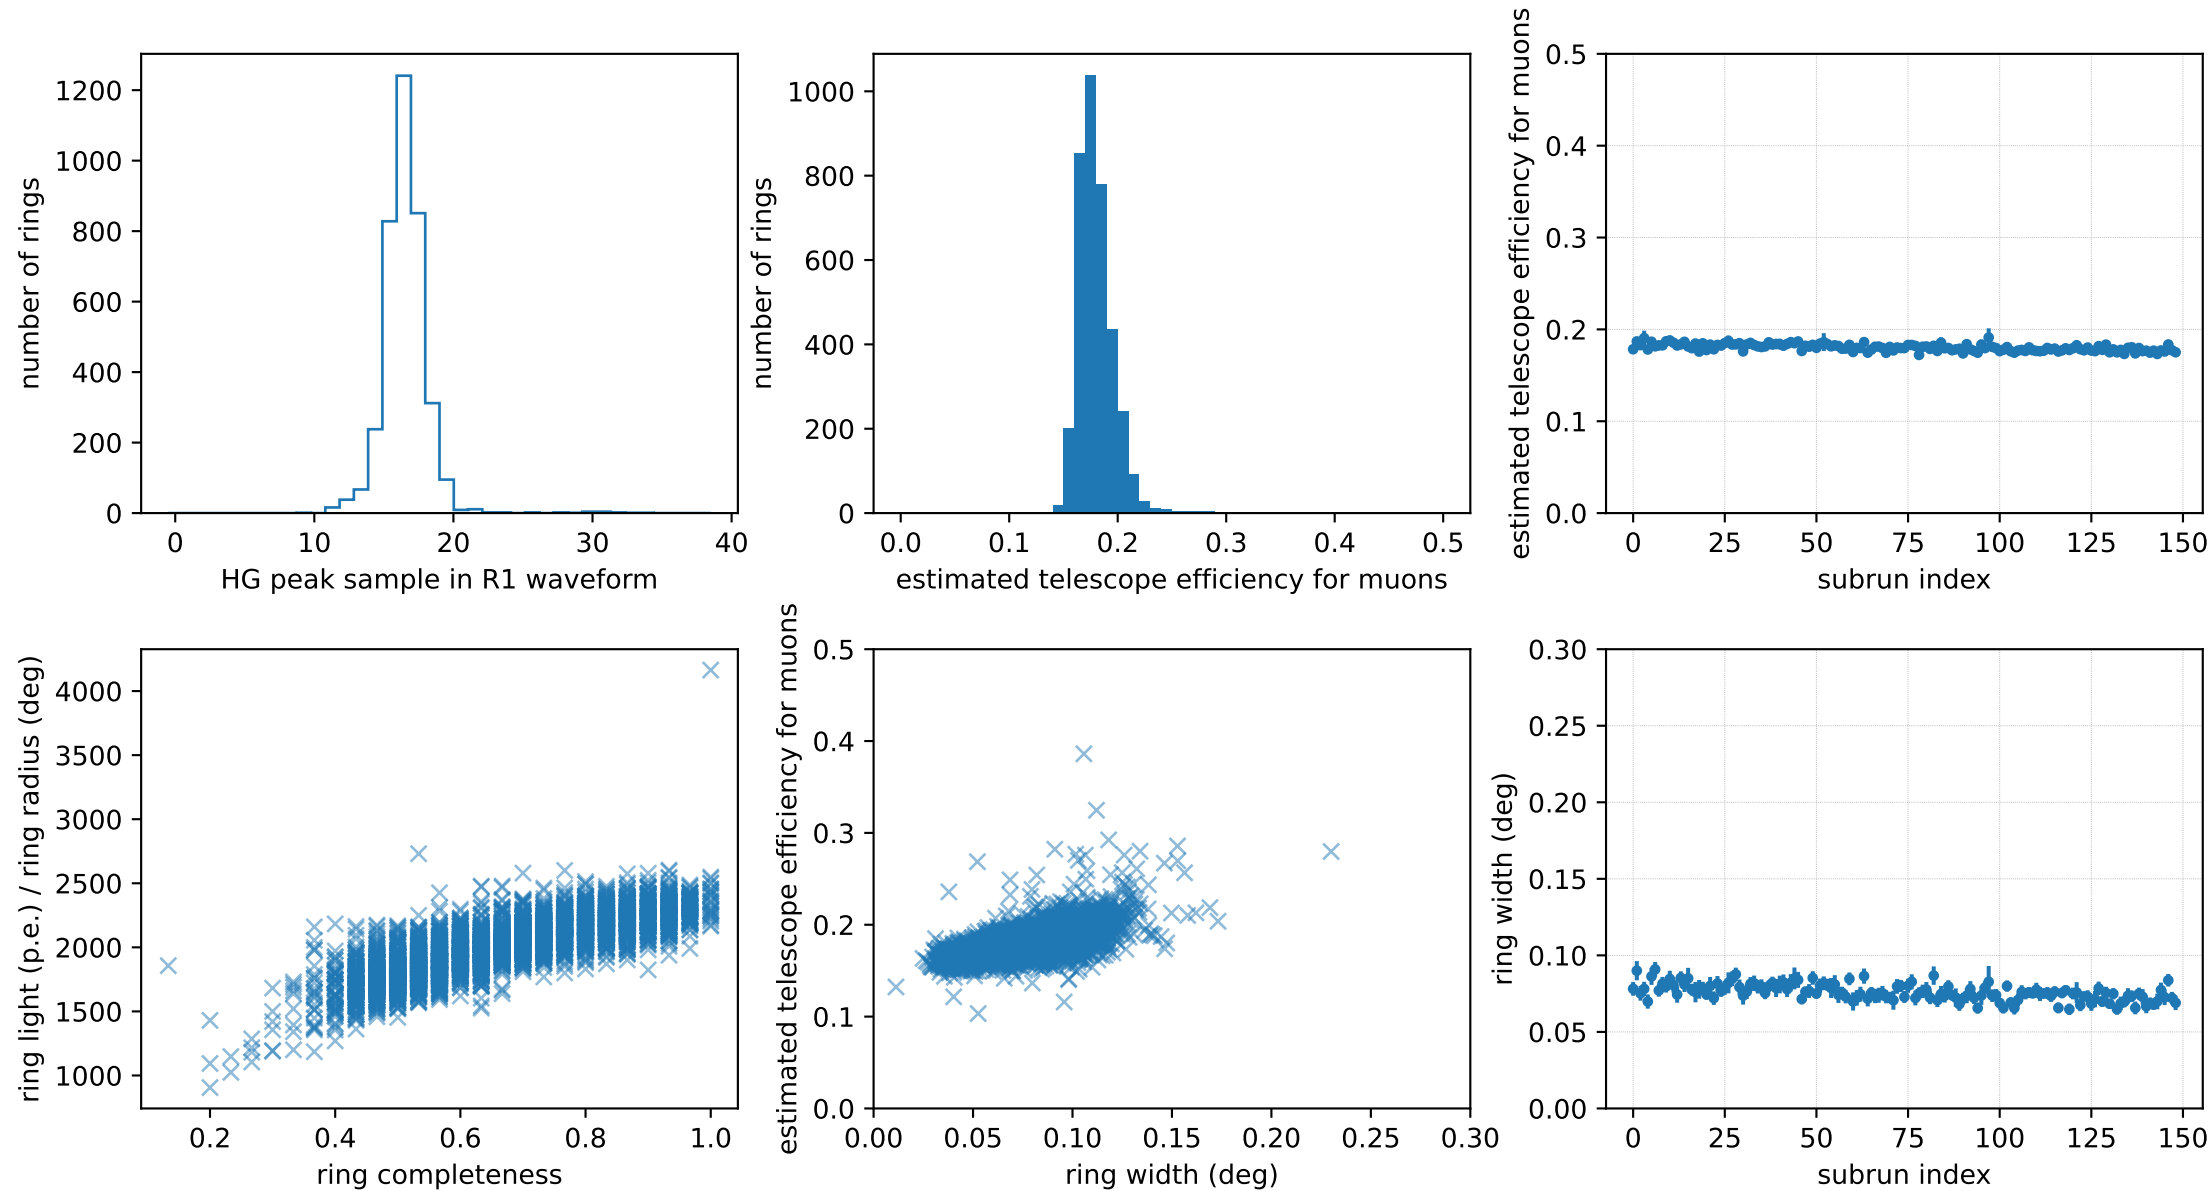 number of rings
1200
1000
800
600
400
200
0
0 10 20 30 40
HG peak sample in R1 waveform
number of rings
1000
800
600
400
200
0
0.0 0.1 0.2 0.3 0.4 0.5
estimated telescope efficiency for muons
estimated telescope efficiency for muons
0.5
0.4
0.3
0.2
0.1
0.0
0 25 50 75 100 125 150
subrun index
ring light (p.e.) / ring radius (deg)
4000
3500
3000
2500
2000
1500
1000
0.2 0.4 0.6 0.8 1.0
ring completeness
estimated telescope efficiency for muons
0.5
0.4
0.3
0.2
0.1
0.0
0.00 0.05 0.10 0.15 0.20 0.25 0.30
ring width (deg)
ring width (deg)
0.30
0.25
0.20
0.15
0.10
0.05
0.00
0 25 50 75 100 125 150
subrun index